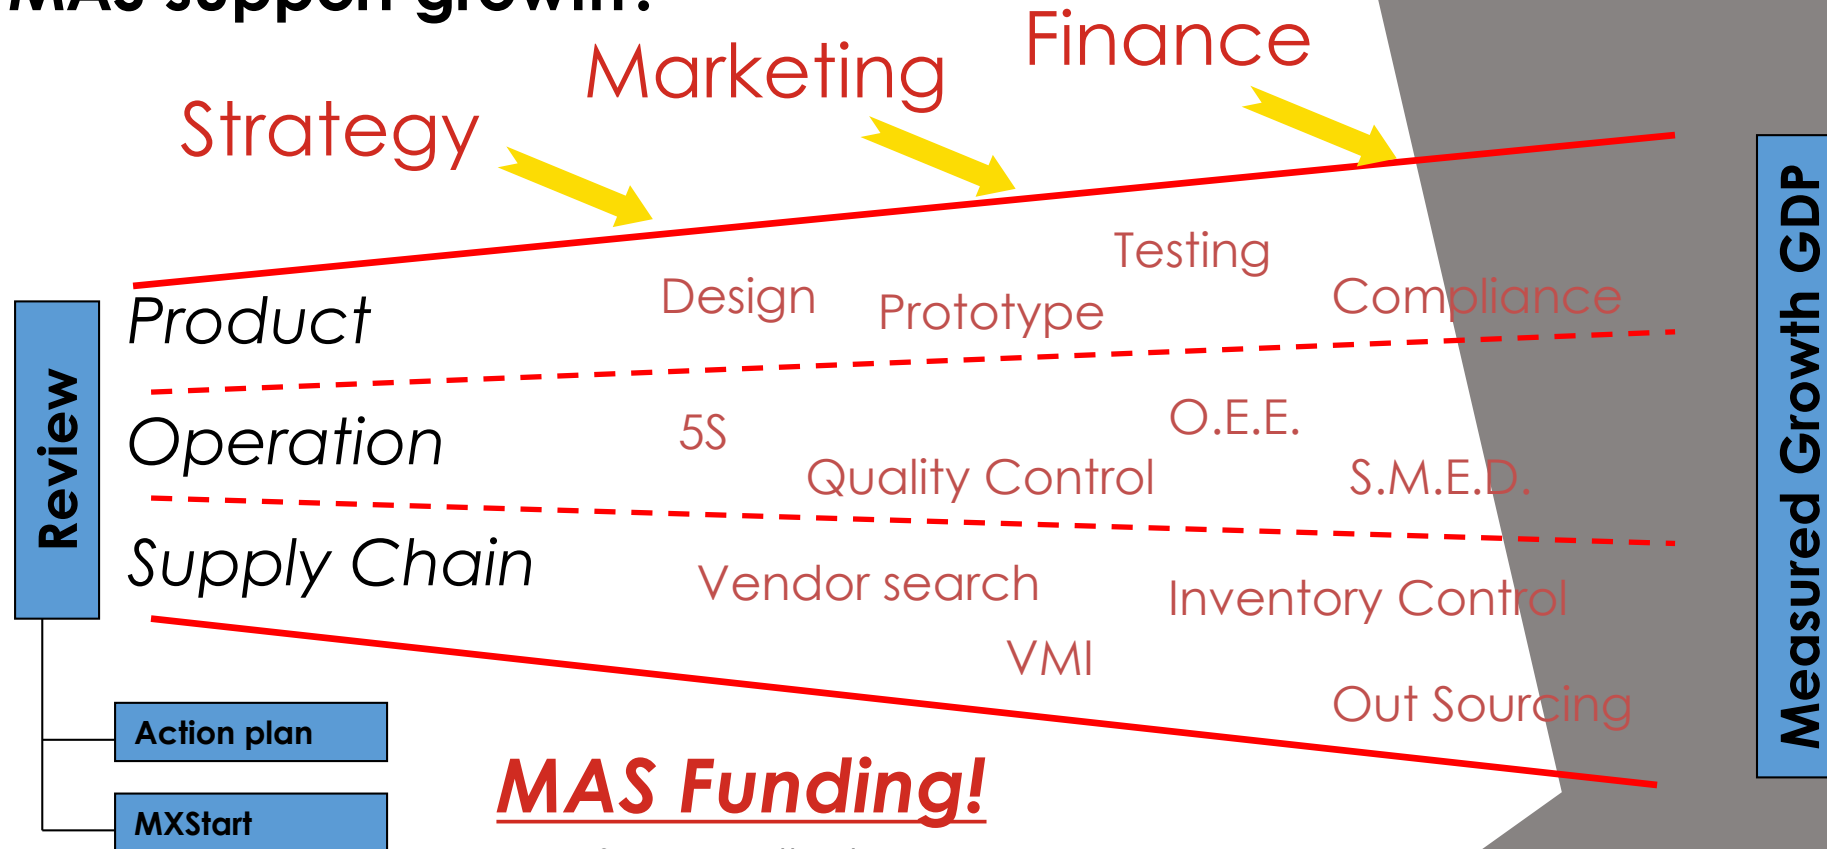 MAS support growth?
Finance
Marketing
Strategy
Testing
Product
Design
Prototype
Compliance
Operation
5S
O.E.E.
Quality Control
S.M.E.D.
Supply Chain
Vendor search
Inventory Control
VMI
Out Sourcing
Review
Measured Growth GDP
Action plan
MXStart
MAS Funding!